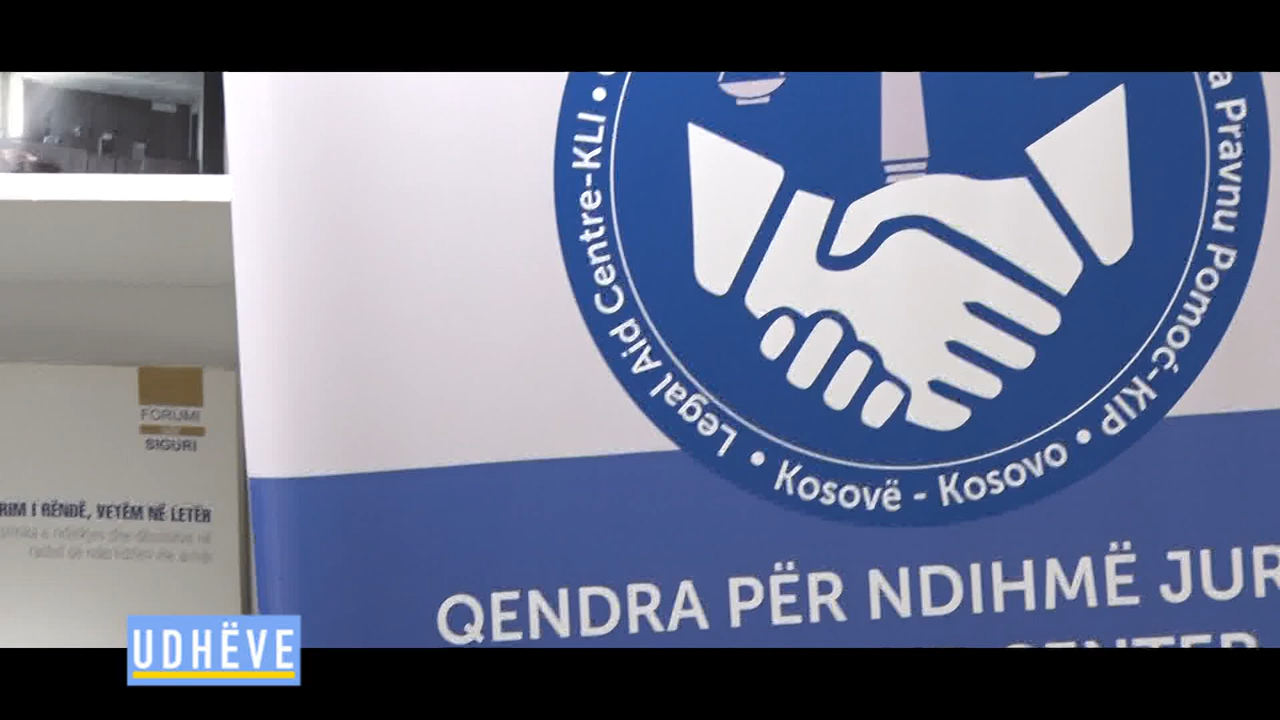 FORUMI
SIGURI
RIM I RËNDË, VETËM NË LETËR
Legal Aid Centre-KLI •
• Kosovë - Kosovo •
a Pravnu Pomoć-KIP
QENDRA PËR NDIHMË JUR
CENTER
UDHËVE